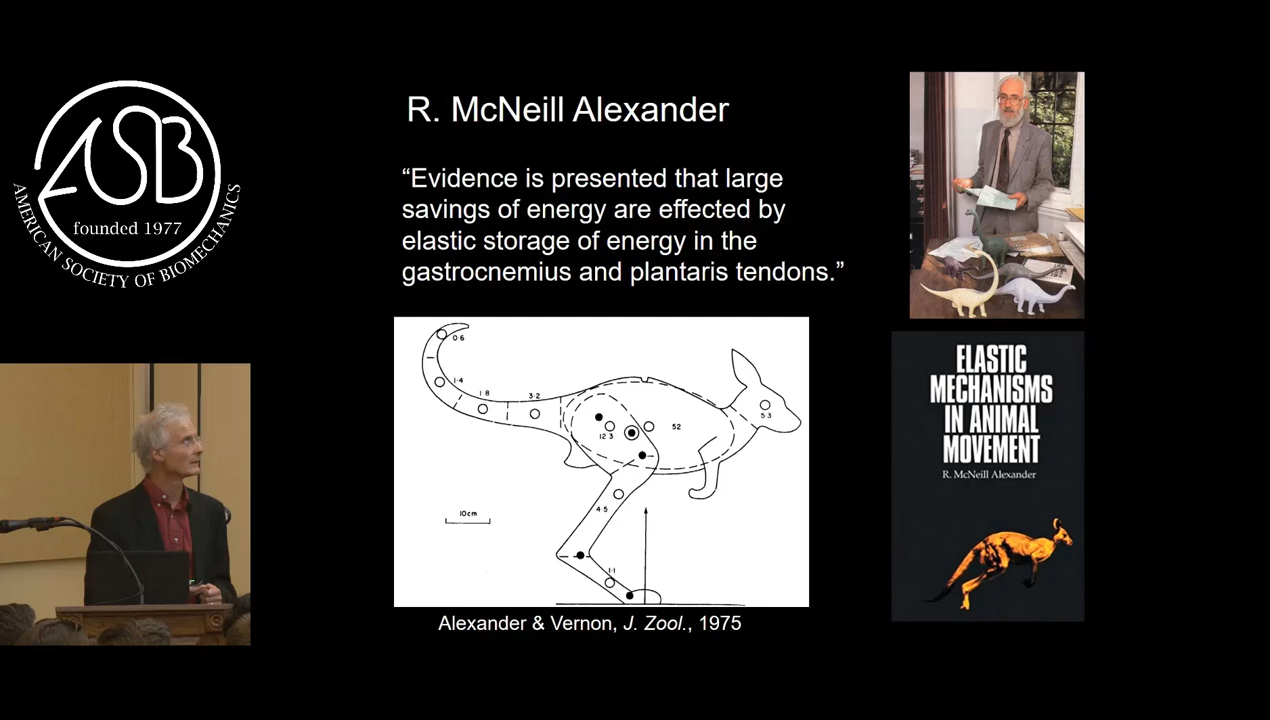 ASB
founded 1977
AMERICAN SOCIETY OF BIOMECHANICS
R. McNeill Alexander
“Evidence is presented that large
savings of energy are effected by
elastic storage of energy in the
gastrocnemius and plantaris tendons.”
0·6
1·4
1·8
3·2
12·3
52
5·3
4·5
10cm
1·1
Alexander & Vernon, J. Zool., 1975
ELASTIC
MECHANISMS
IN ANIMAL
MOVEMENT
R. McNeill Alexander